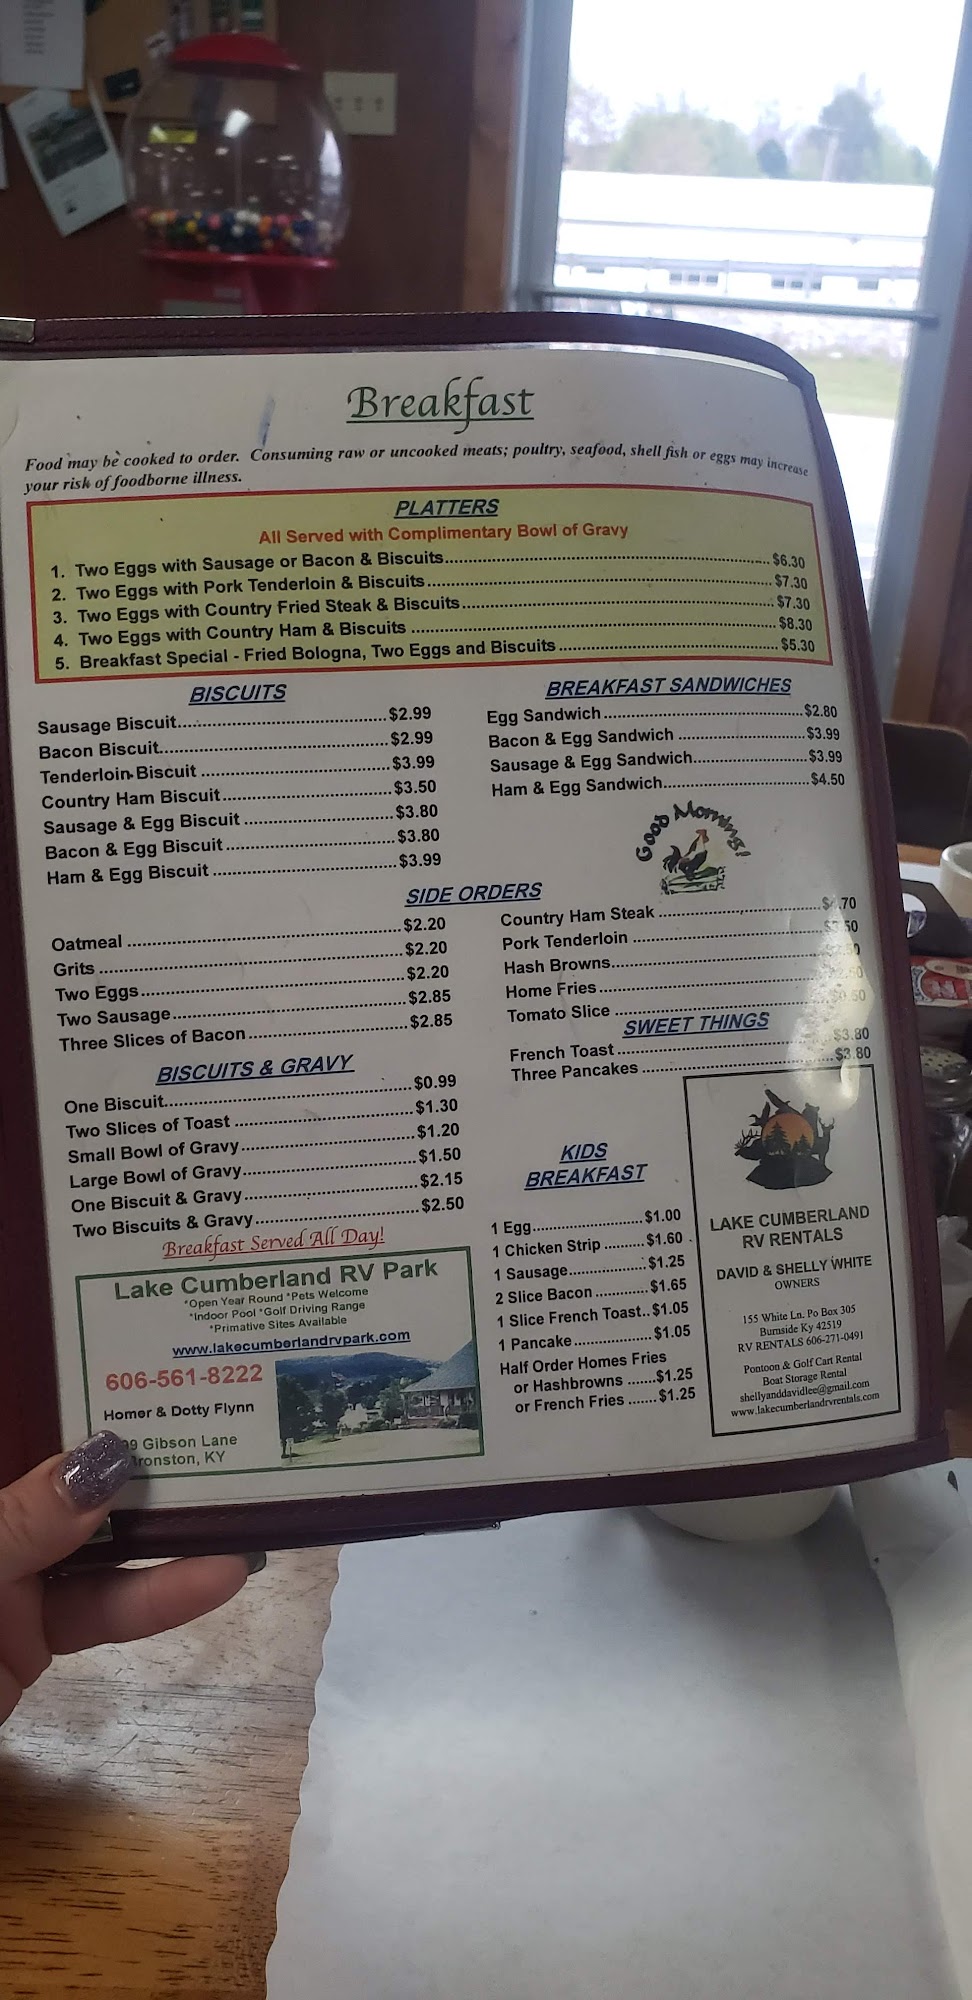 Breakfast
Food may be cooked to order. Consuming raw or uncooked meats; poultry, seafood, shell fish or eggs may increase
your risk of foodborne illness.
PLATTERS
All Served with Complimentary Bowl of Gravy
1. Two Eggs with Sausage or Bacon & Biscuits $6.30
2. Two Eggs with Pork Tenderloin & Biscuits $7.30
3. Two Eggs with Country Fried Steak & Biscuits $7.30
4. Two Eggs with Country Ham & Biscuits $8.30
5. Breakfast Special - Fried Bologna, Two Eggs and Biscuits $5.30
BISCUITS
Sausage Biscuit $2.99
Bacon Biscuit $2.99
Tenderloin Biscuit $3.99
Country Ham Biscuit $3.50
Sausage & Egg Biscuit $3.80
Bacon & Egg Biscuit $3.80
Ham & Egg Biscuit $3.99
BREAKFAST SANDWICHES
Egg Sandwich $2.80
Bacon & Egg Sandwich $3.99
Sausage & Egg Sandwich $3.99
Ham & Egg Sandwich $4.50
Good Morning!
SIDE ORDERS
Oatmeal $2.20
Grits $2.20
Two Eggs $2.20
Two Sausage $2.85
Three Slices of Bacon $2.85
Country Ham Steak
Pork Tenderloin
Hash Browns
Home Fries
Tomato Slice
BISCUITS & GRAVY
One Biscuit $0.99
Two Slices of Toast $1.30
Small Bowl of Gravy $1.20
Large Bowl of Gravy $1.50
One Biscuit & Gravy $2.15
Two Biscuits & Gravy $2.50
Breakfast Served All Day!
SWEET THINGS
French Toast $3.80
Three Pancakes $3.80
KIDS
BREAKFAST
1 Egg $1.00
1 Chicken Strip $1.60
1 Sausage $1.25
2 Slice Bacon $1.65
1 Slice French Toast $1.05
1 Pancake $1.05
Half Order Homes Fries
or Hashbrowns $1.25
or French Fries $1.25
Lake Cumberland RV Park
*Open Year Round *Pets Welcome
*Indoor Pool *Golf Driving Range
*Primative Sites Available
www.lakecumberlandrvpark.com
606-561-8222
Homer & Dotty Flynn
Gibson Lane
KY
LAKE CUMBERLAND
RV RENTALS
DAVID & SHELLY WHITE
OWNERS
155 White Ln. Po Box 305
Burnside Ky 42519
RV RENTALS 606-271-0491
Pontoon & Golf Cart Rental
Boat Storage Rental
shellyanddavidlee@gmail.com
www.lakecumberlandrvrentals.com